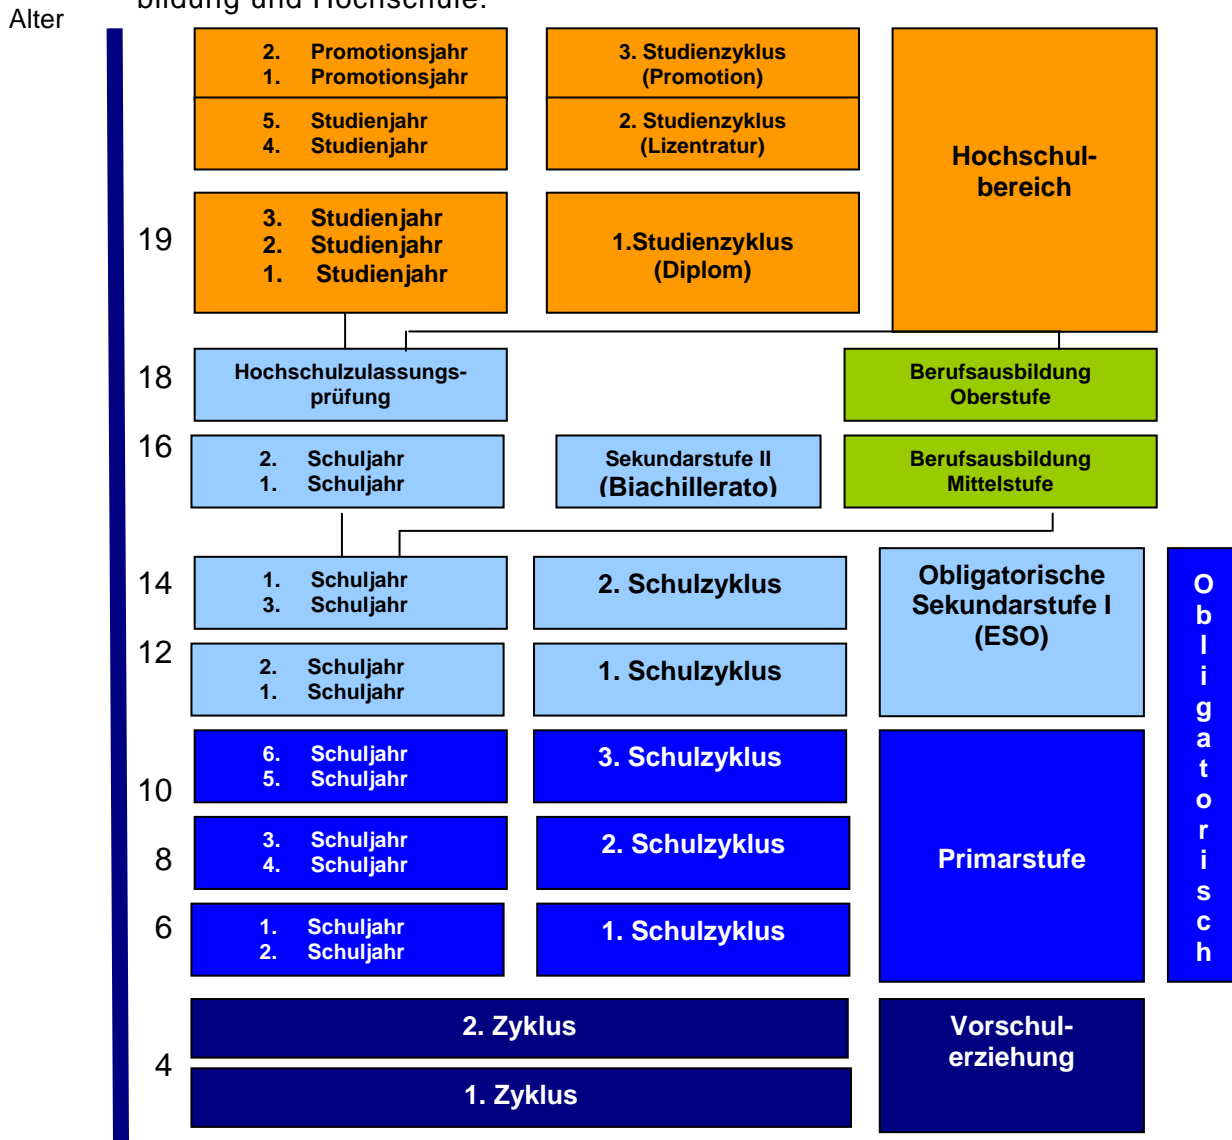 bildung und Hochschule.
Alter
2. Promotionsjahr
1. Promotionsjahr
3. Studienzyklus
(Promotion)
5. Studienjahr
4. Studienjahr
2. Studienzyklus
(Lizentratur)
Hochschul-
bereich
19
3. Studienjahr
2. Studienjahr
1. Studienjahr
1.Studienzyklus
(Diplom)
18
Hochschulzulassungs-
prüfung
Berufsausbildung
Oberstufe
16
2. Schuljahr
1. Schuljahr
Sekundarstufe II
(Biachillerato)
Berufsausbildung
Mittelstufe
14
1. Schuljahr
3. Schuljahr
2. Schulzyklus
Obligatorische
Sekundarstufe I
(ESO)
12
2. Schuljahr
1. Schuljahr
1. Schulzyklus
10
6. Schuljahr
5. Schuljahr
3. Schulzyklus
8
3. Schuljahr
4. Schuljahr
2. Schulzyklus
Primarstufe
6
1. Schuljahr
2. Schuljahr
1. Schulzyklus
Obligatorisch
2. Zyklus
Vorschul-
erziehung
4
1. Zyklus